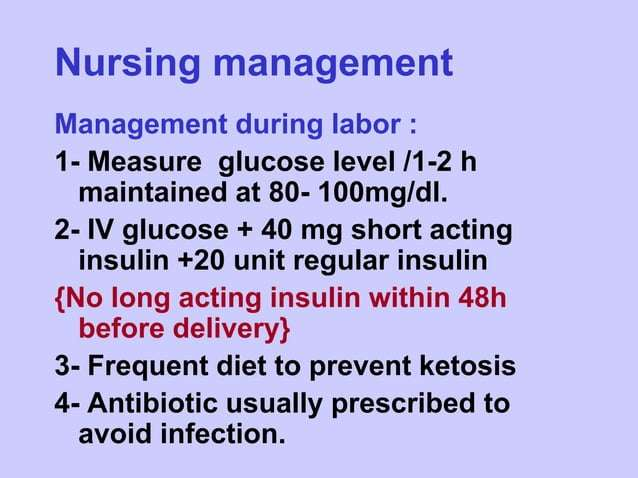 Nursing management
Management during labor :
1- Measure  glucose level /1-2 h
maintained at 80- 100mg/dl.
2- IV glucose + 40 mg short acting
insulin +20 unit regular insulin
{No long acting insulin within 48h
before delivery}
3- Frequent diet to prevent ketosis
4- Antibiotic usually prescribed to
avoid infection.